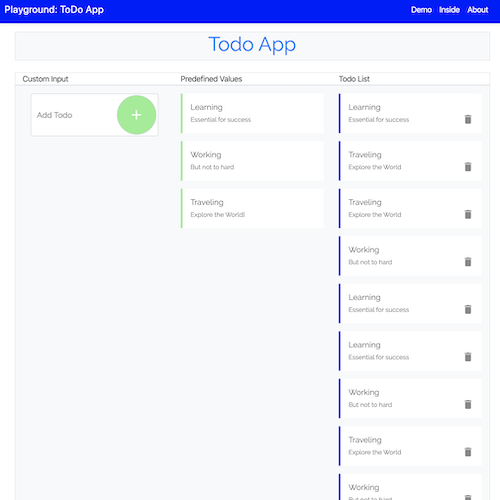 Playground: ToDo App
Demo Inside About
Todo App
Custom Input
Add Todo
+
Predefined Values
Learning
Essential for success
Working
But not to hard
Traveling
Explore the World!
Todo List
Learning
Essential for success
Traveling
Explore the World
Traveling
Explore the World
Working
But not to hard
Learning
Essential for success
Learning
Essential for success
Working
But not to hard
Traveling
Explore the World
Working
But not to hard